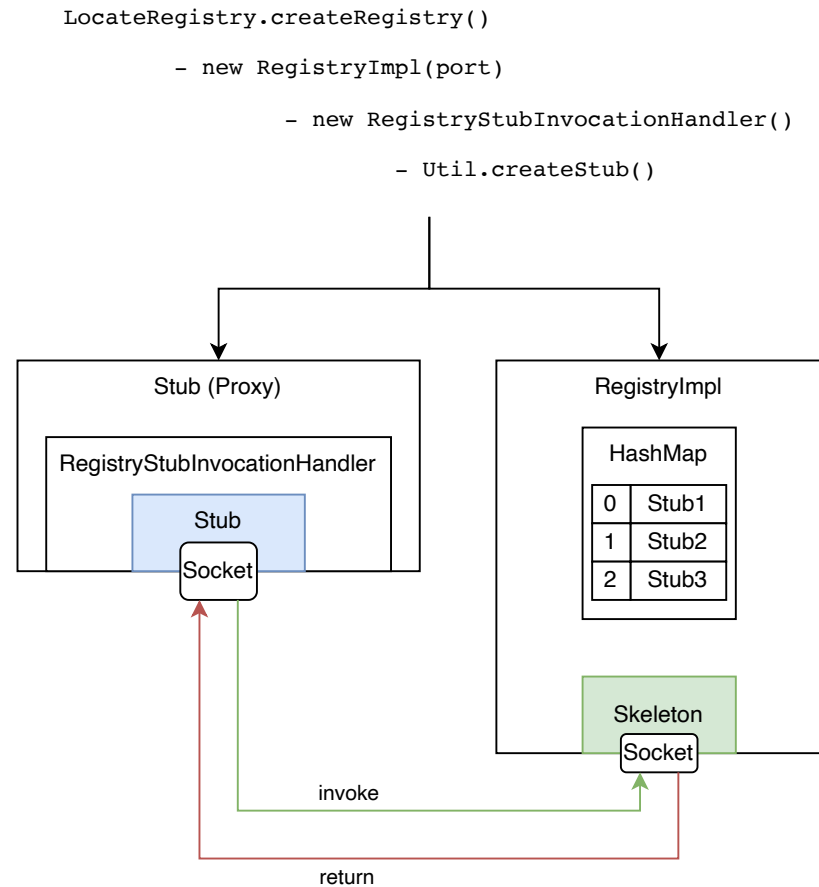 LocateRegistry.createRegistry()
- new RegistryImpl(port)
- new RegistryStubInvocationHandler()
- Util.createStub()
Stub (Proxy)
RegistryStubInvocationHandler
Stub
Socket
RegistryImpl
HashMap
0 Stub1
1 Stub2
2 Stub3
Skeleton
Socket
invoke
return